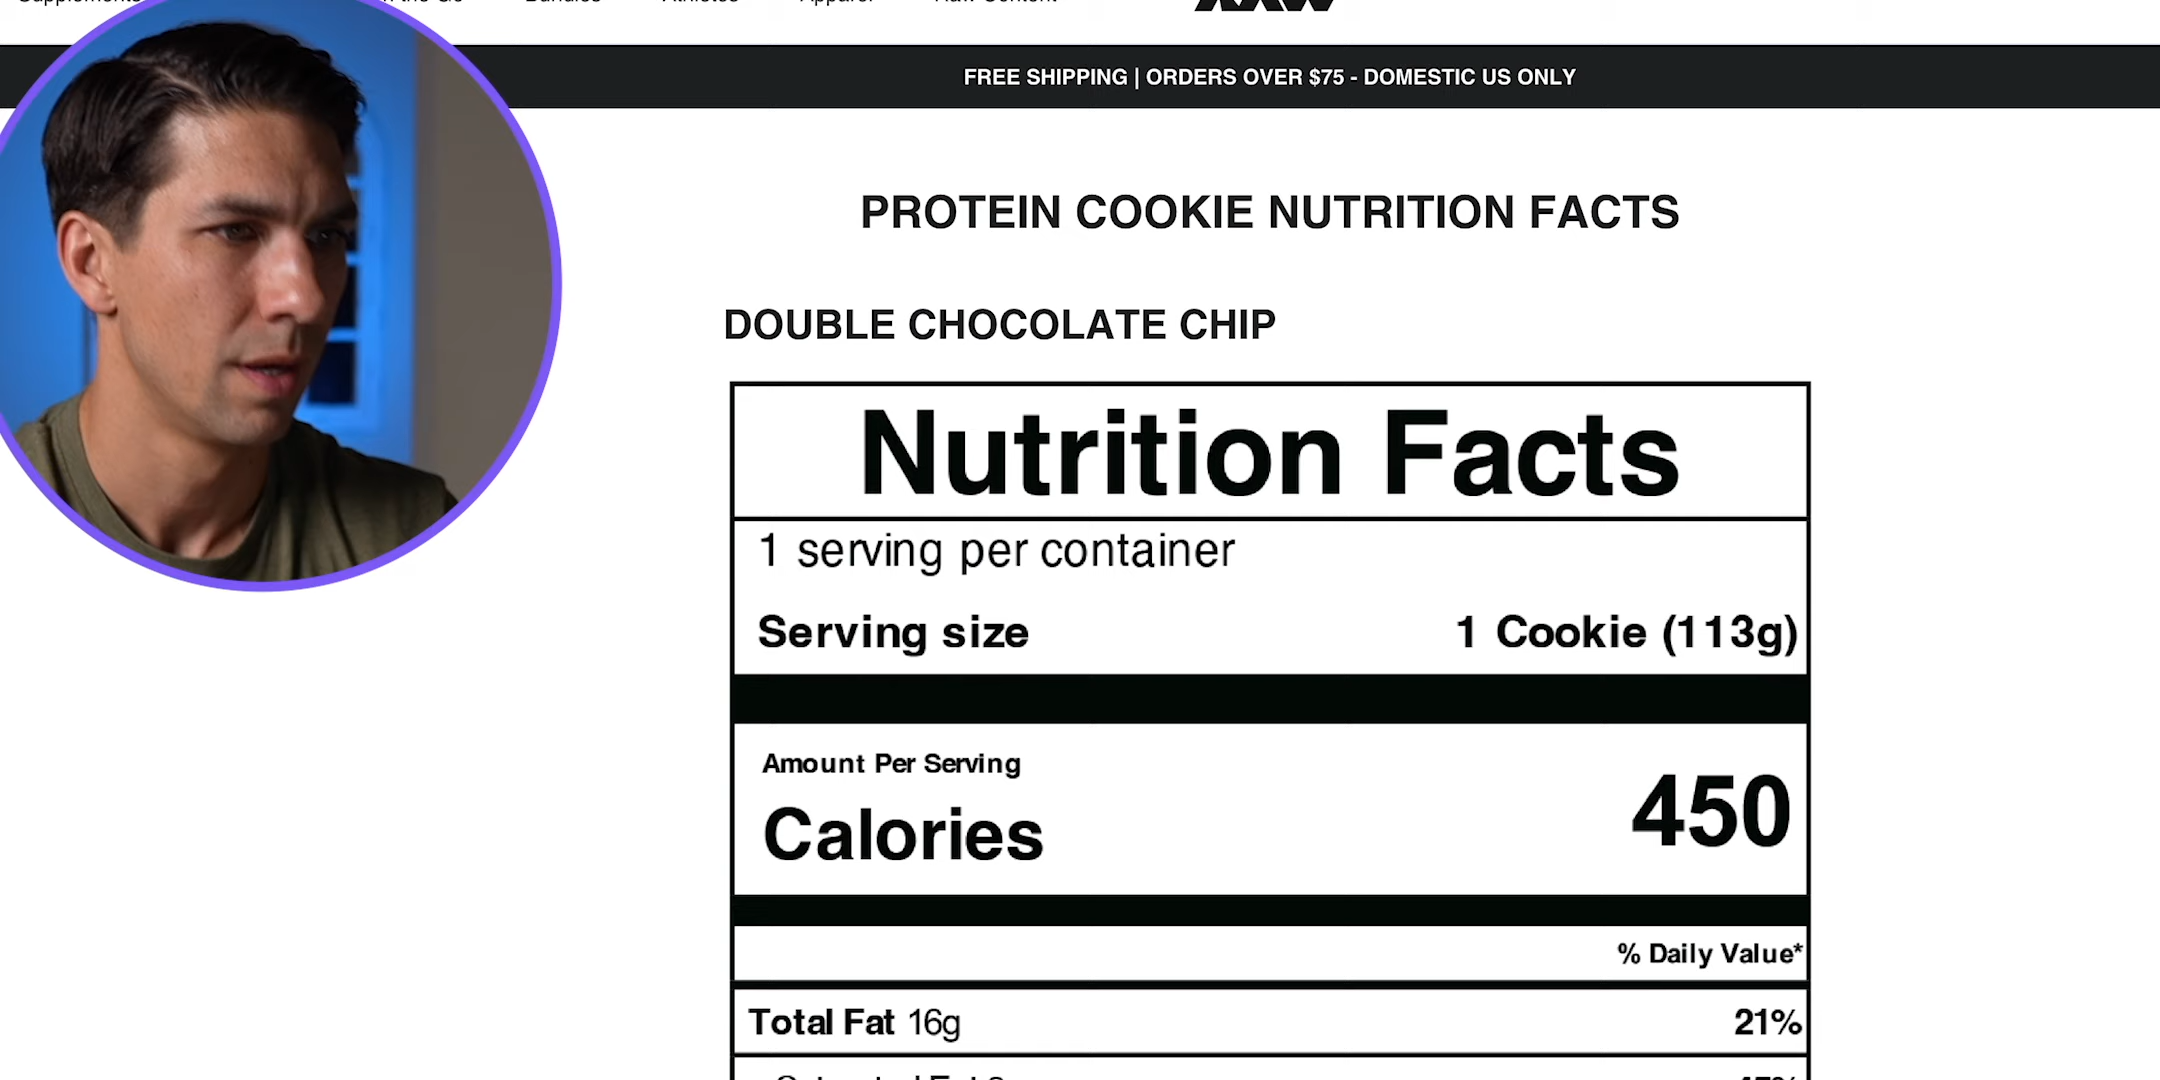 FREE SHIPPING | ORDERS OVER $75 - DOMESTIC US ONLY
PROTEIN COOKIE NUTRITION FACTS
DOUBLE CHOCOLATE CHIP
Nutrition Facts
1 serving per container
Serving size 1 Cookie (113g)
Amount Per Serving
Calories 450
% Daily Value*
Total Fat 16g 21%